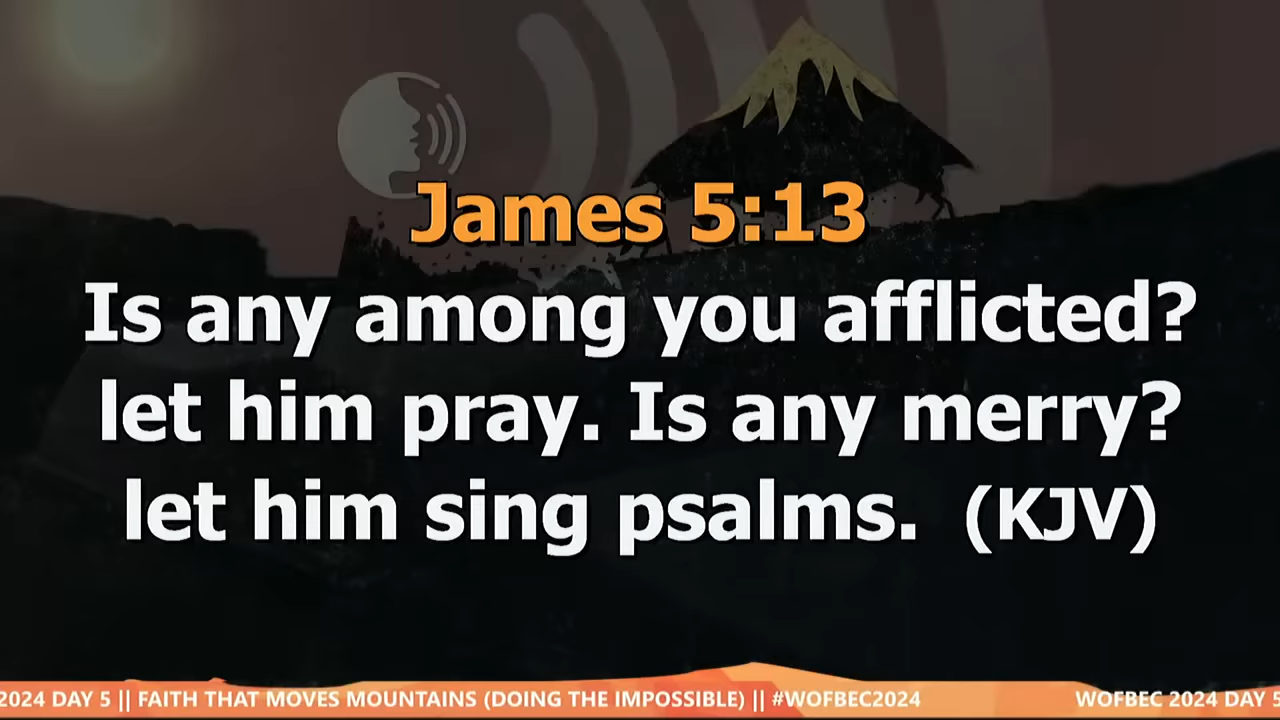 James 5:13
Is any among you afflicted?
let him pray. Is any merry?
let him sing psalms. (KJV)
2024 DAY 5 || FAITH THAT MOVES MOUNTAINS (DOING THE IMPOSSIBLE) || #WOFBEC2024 WOFBEC 2024 DAY 5